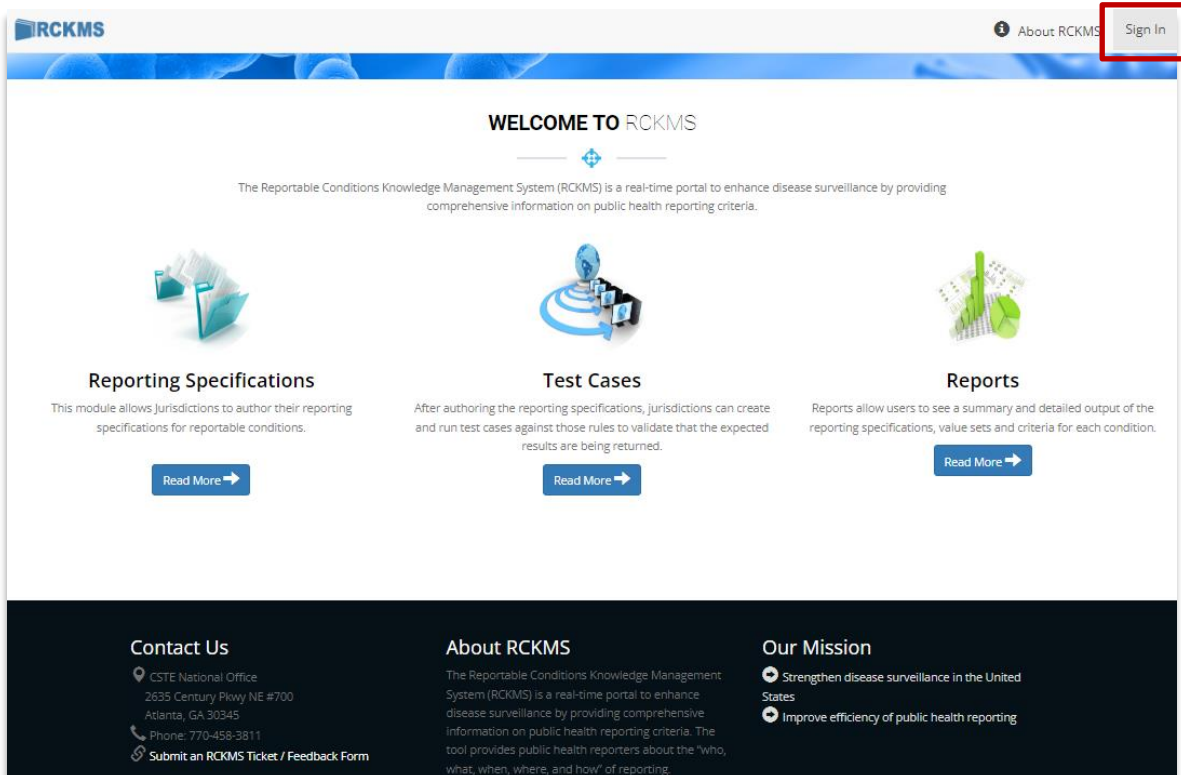 RCKMS
About RCKMS
Sign In
WELCOME TO RCKMS
The Reportable Conditions Knowledge Management System (RCKMS) is a real-time portal to enhance disease surveillance by providing
comprehensive information on public health reporting criteria.
Reporting Specifications
This module allows Jurisdictions to author their reporting
specifications for reportable conditions.
Read More
Test Cases
After authoring the reporting specifications, jurisdictions can create
and run test cases against those rules to validate that the expected
results are being returned.
Read More
Reports
Reports allow users to see a summary and detailed output of the
reporting specifications, value sets and criteria for each condition.
Read More
Contact Us
CSTE National Office
2635 Century Pkwy NE #700
Atlanta, GA 30345
Phone: 770-458-3811
Submit an RCKMS Ticket / Feedback Form
About RCKMS
The Reportable Conditions Knowledge Management
System (RCKMS) is a real-time portal to enhance
disease surveillance by providing comprehensive
information on public health reporting criteria. The
tool provides public health reporters about the "who,
what, when, where, and how" of reporting.
Our Mission
Strengthen disease surveillance in the United
States
Improve efficiency of public health reporting